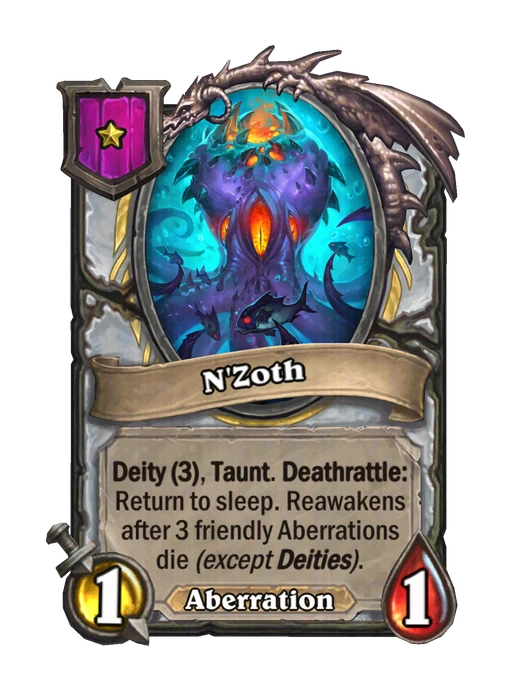 N'Zoth
Deity (3), Taunt. Deathrattle:
Return to sleep. Reawakens
after 3 friendly Aberrations
die (except Deities).
1
Aberration
1